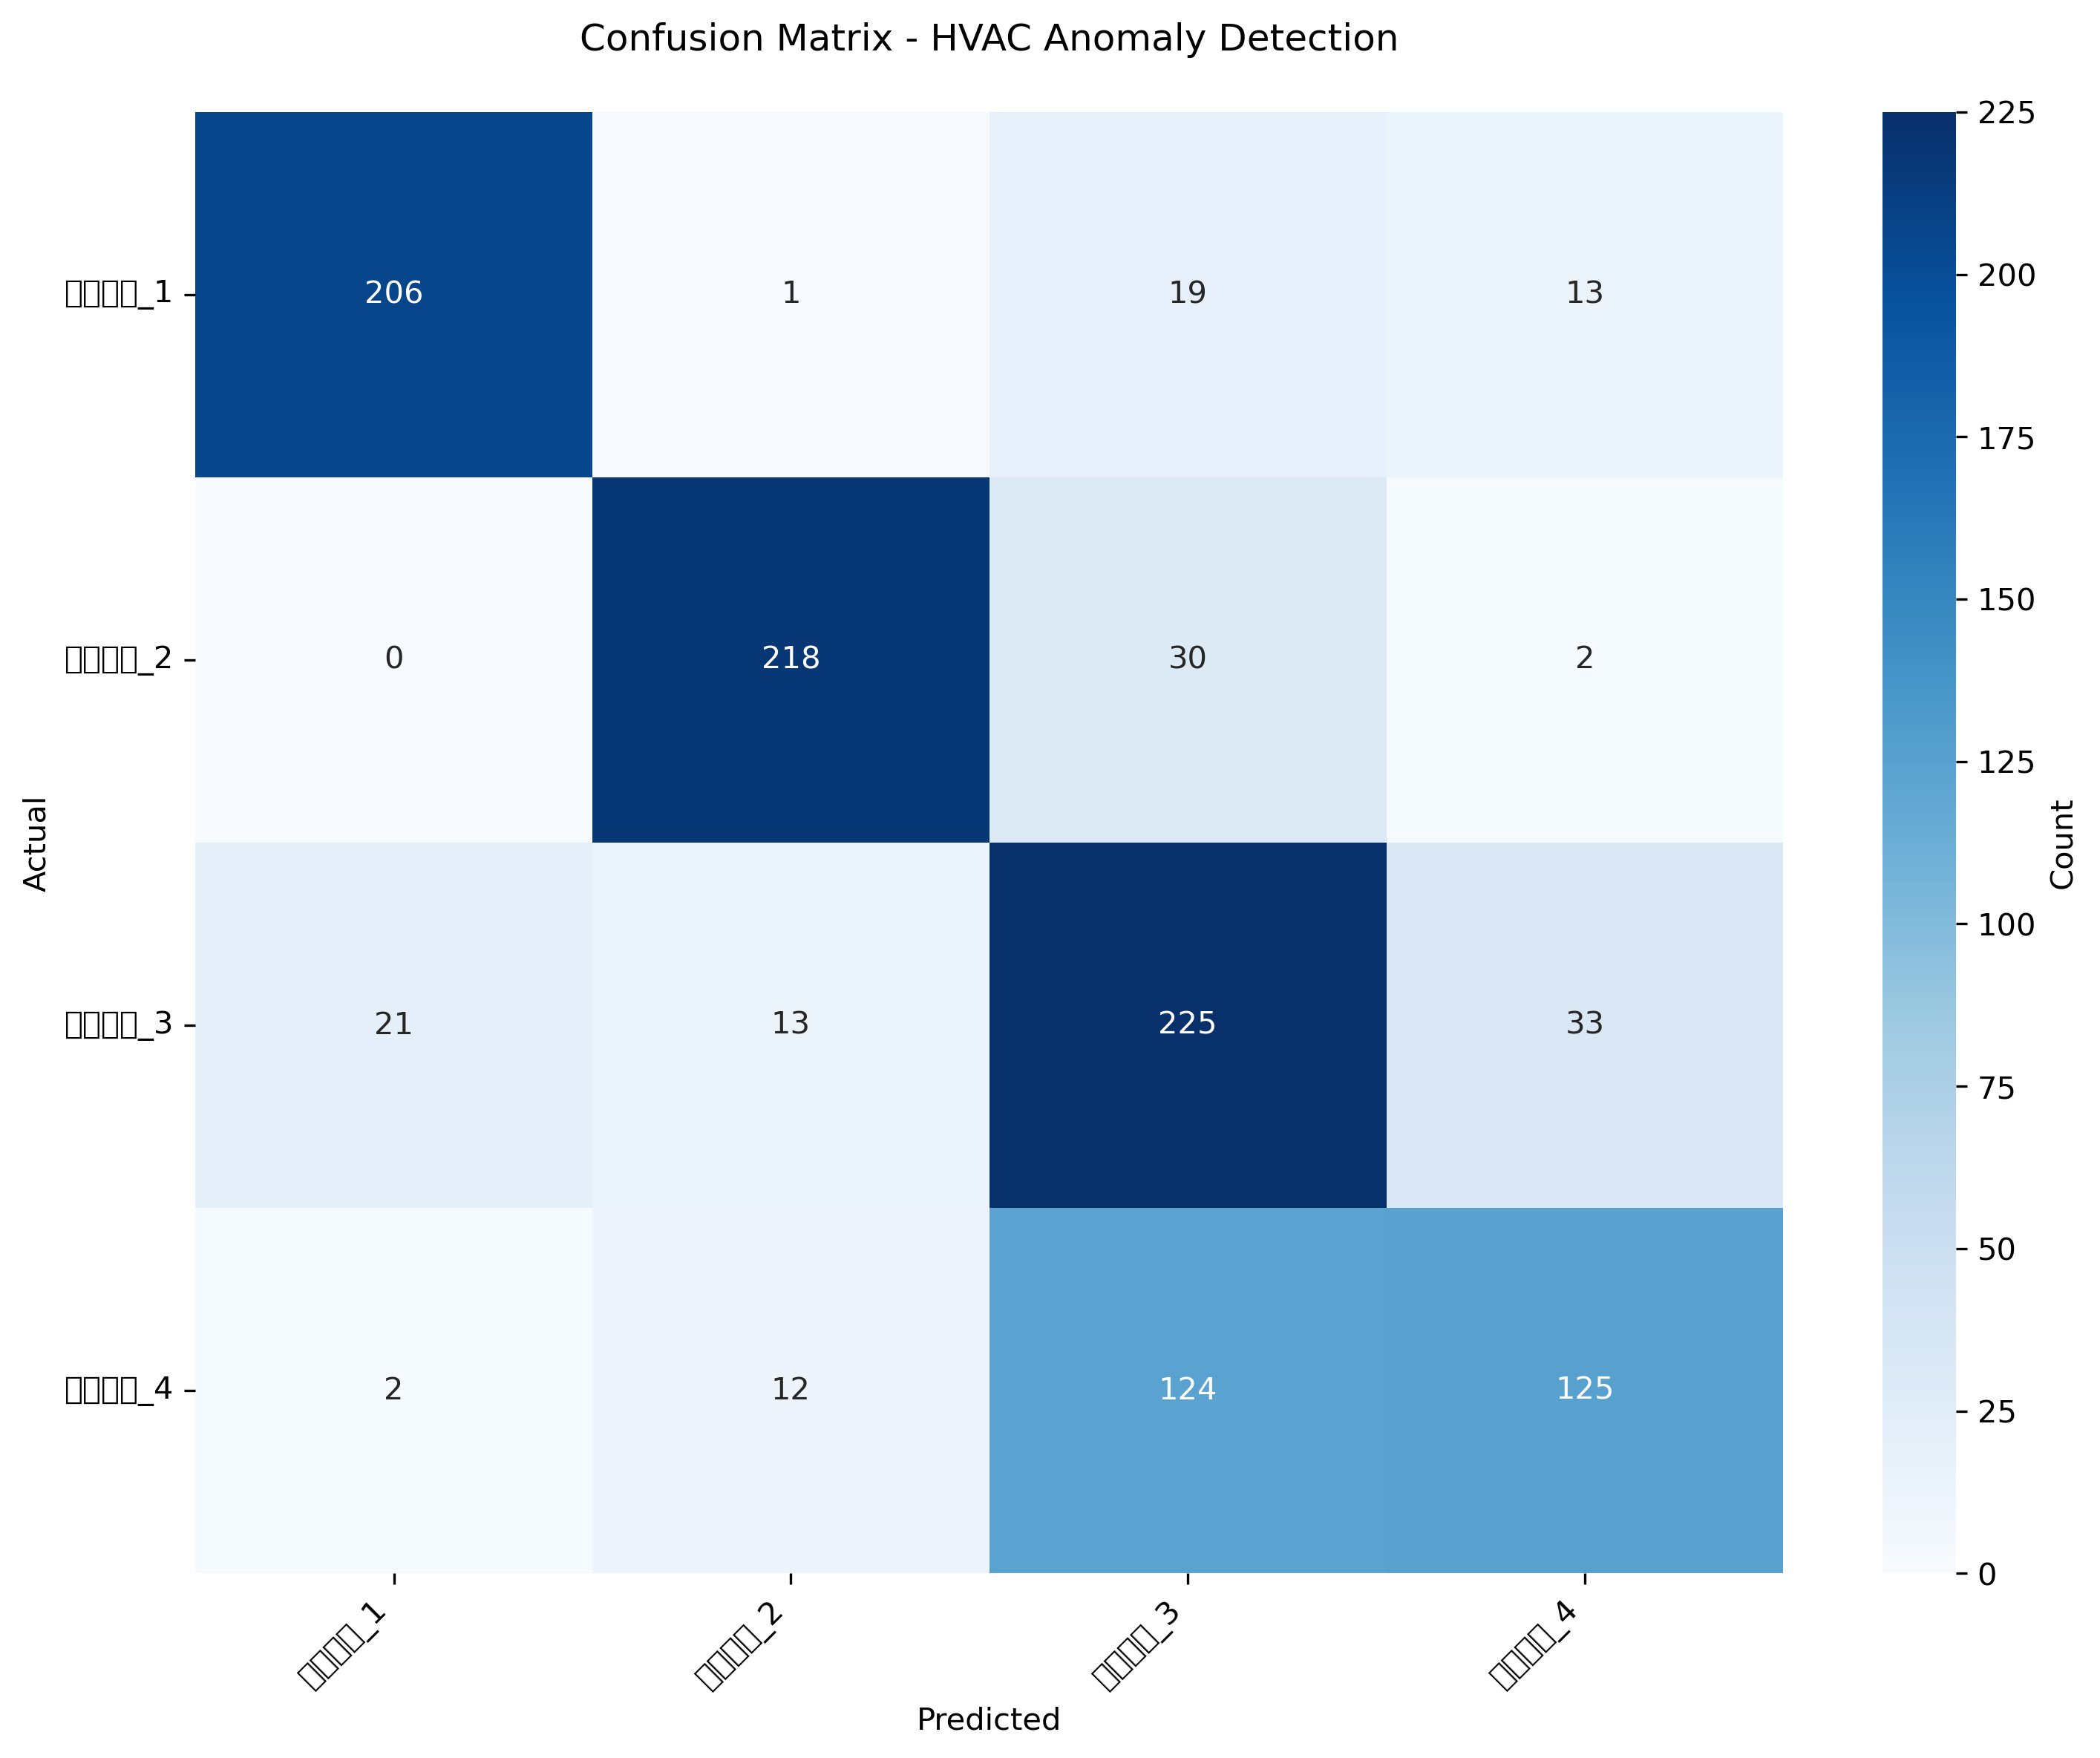 Confusion Matrix - HVAC Anomaly Detection
225
200
175
150
125
100
75
50
25
0
Count
Actual
_1 206 1 19 13
_2 0 218 30 2
_3 21 13 225 33
_4 2 12 124 125
_1 _2 _3 _4
Predicted